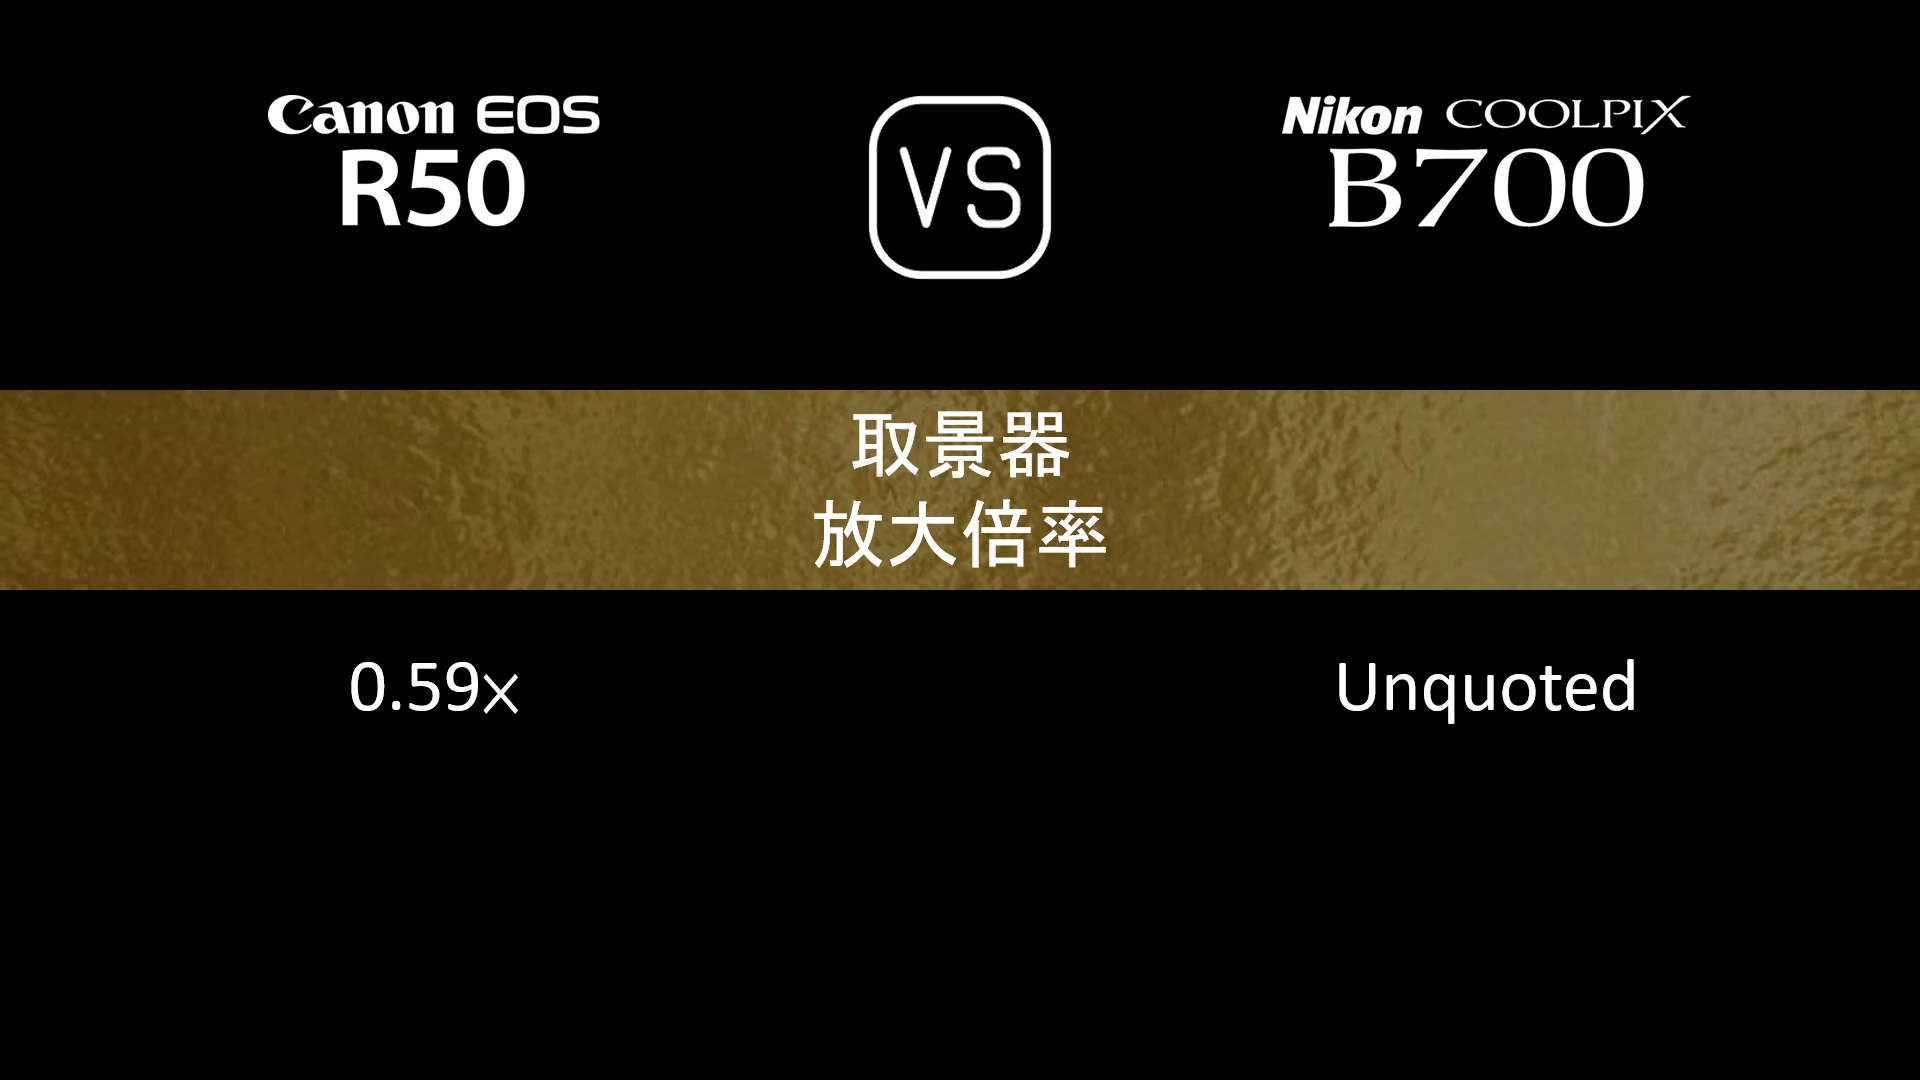 Canon EOS
R50
VS
Nikon COOLPIX
B700
取景器
放大倍率
0.59x
Unquoted